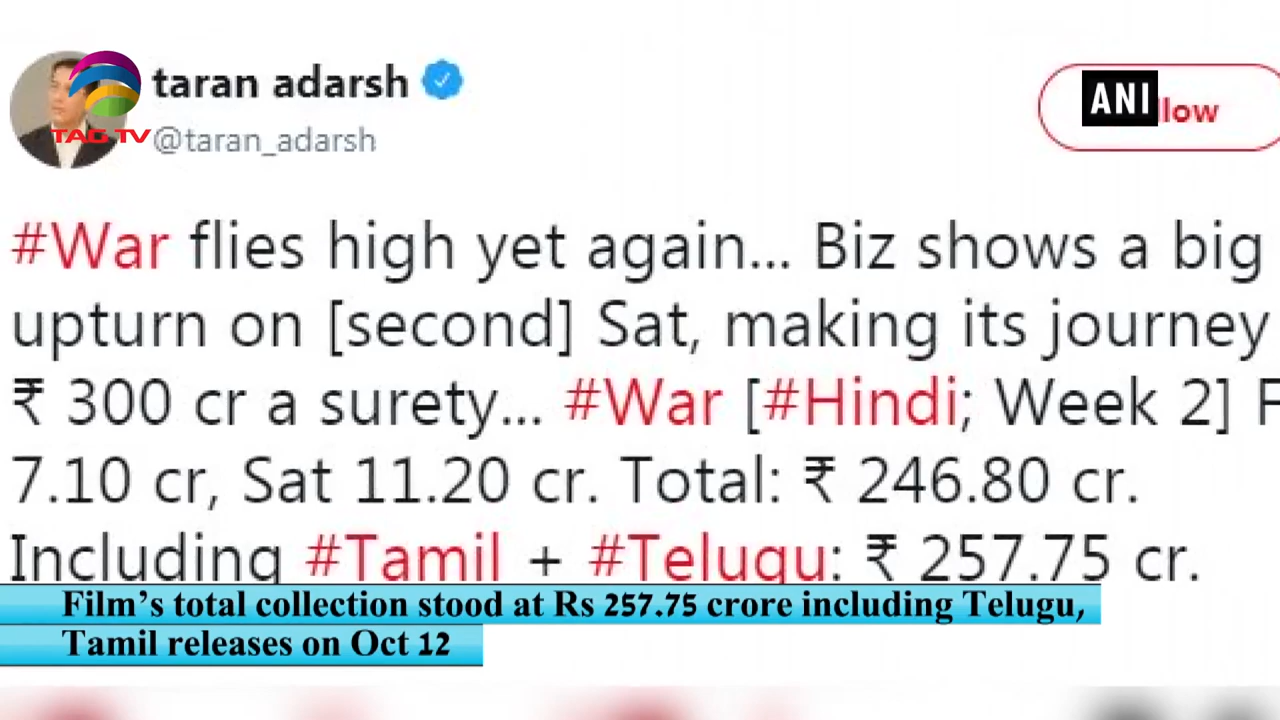 taran adarsh
TAG TV
@taran_adarsh
ANI
llow
#War flies high yet again... Biz shows a big
upturn on [second] Sat, making its journey
₹ 300 cr a surety... #War [#Hindi; Week 2] F
7.10 cr, Sat 11.20 cr. Total: ₹ 246.80 cr.
Including #Tamil + #Telugu: ₹ 257.75 cr.
Film's total collection stood at Rs 257.75 crore including Telugu,
Tamil releases on Oct 12